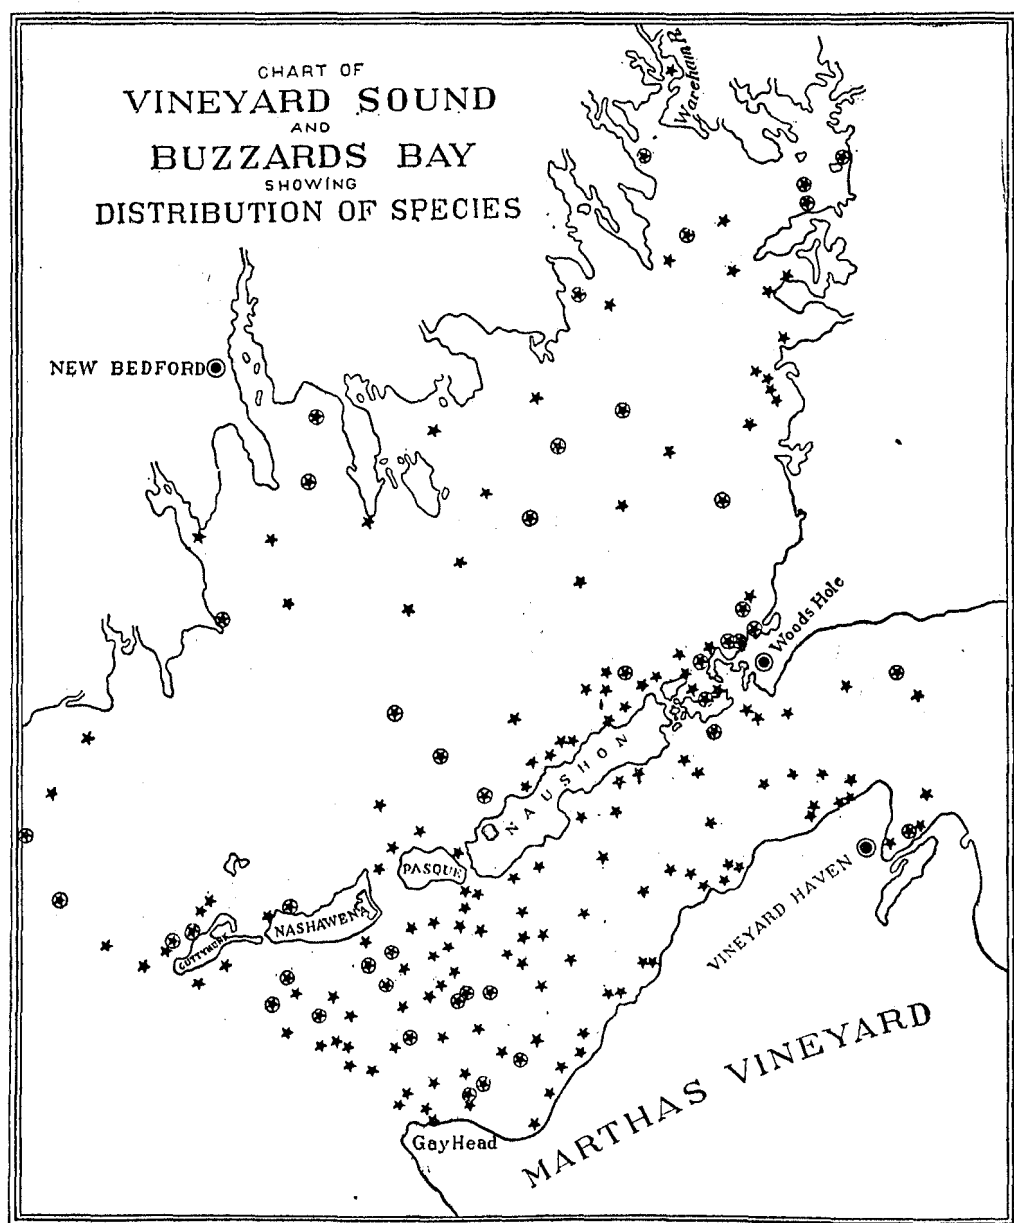 CHART OF
VINEYARD SOUND
AND
BUZZARDS BAY
SHOWING
DISTRIBUTION OF SPECIES
Wareham R.
NEW BEDFORD
Woods Hole
NAUSHON
PASQUE
NASHAWENA
CUTTYHUNK
VINEYARD HAVEN
MARTHAS VINEYARD
Gay Head